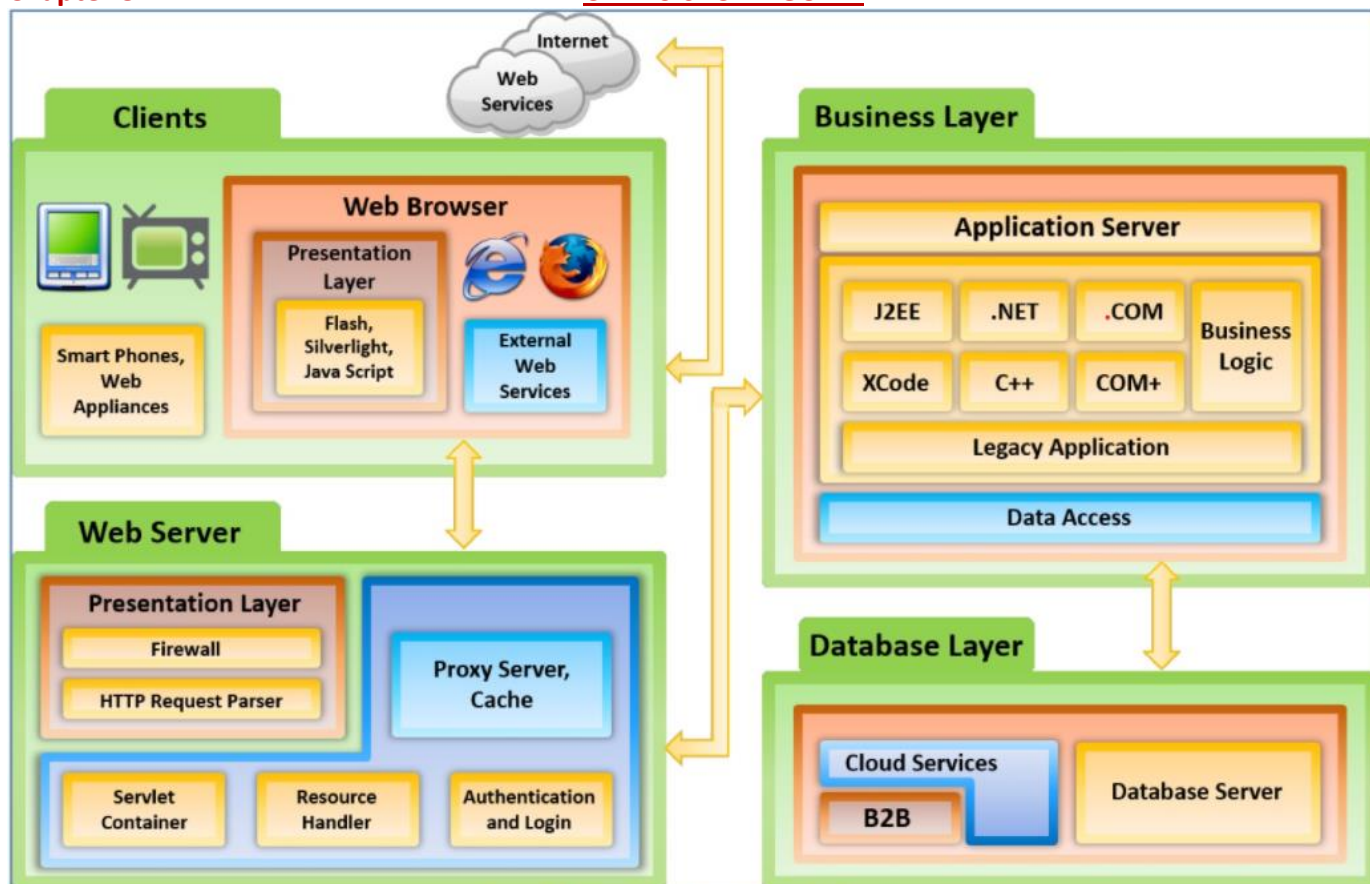 Internet
Web
Services
Clients
Web Browser
Presentation
Layer
Flash,
Silverlight,
Java Script
External
Web
Services
Smart Phones,
Web
Appliances
Web Server
Presentation Layer
Firewall
HTTP Request Parser
Proxy Server,
Cache
Servlet
Container
Resource
Handler
Authentication
and Login
Business Layer
Application Server
J2EE
.NET
.COM
Business
Logic
XCode
C++
COM+
Legacy Application
Data Access
Database Layer
Cloud Services
B2B
Database Server